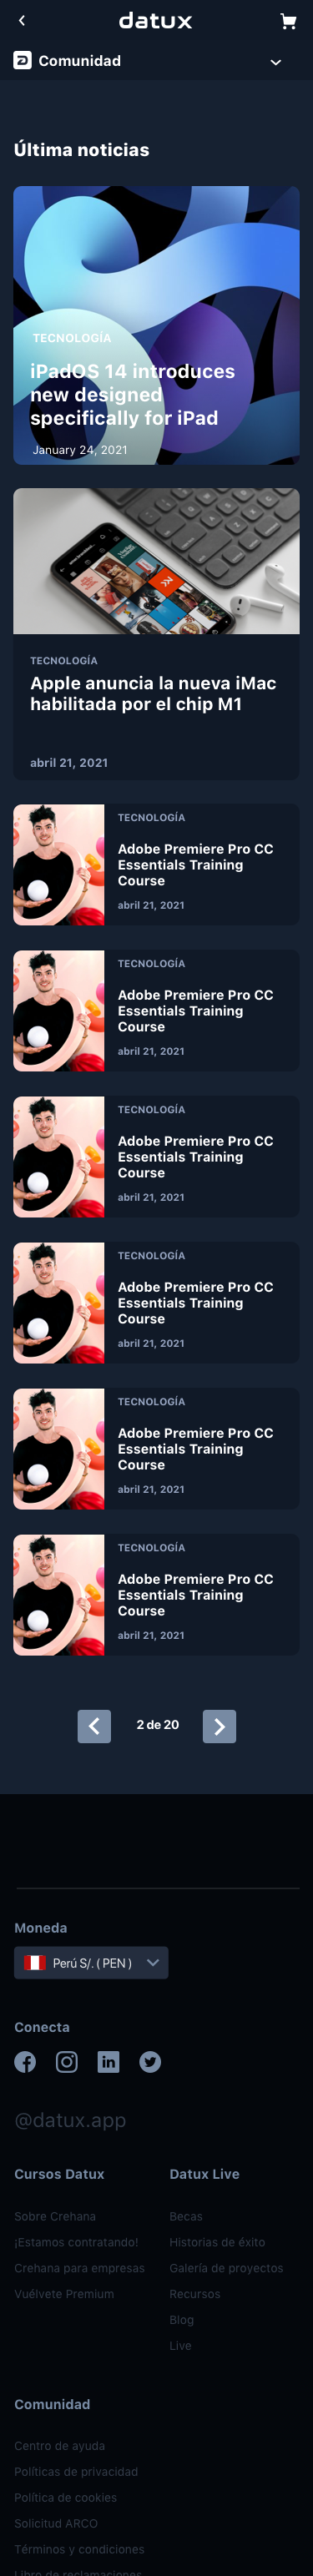 datux
Comunidad
Última noticias
TECNOLOGÍA
iPadOS 14 introduces
new designed
specifically for iPad
January 24, 2021
TECNOLOGÍA
Apple anuncia la nueva iMac
habilitada por el chip M1
abril 21, 2021
TECNOLOGÍA
Adobe Premiere Pro CC
Essentials Training
Course
abril 21, 2021
TECNOLOGÍA
Adobe Premiere Pro CC
Essentials Training
Course
abril 21, 2021
TECNOLOGÍA
Adobe Premiere Pro CC
Essentials Training
Course
abril 21, 2021
TECNOLOGÍA
Adobe Premiere Pro CC
Essentials Training
Course
abril 21, 2021
TECNOLOGÍA
Adobe Premiere Pro CC
Essentials Training
Course
abril 21, 2021
TECNOLOGÍA
Adobe Premiere Pro CC
Essentials Training
Course
abril 21, 2021
2 de 20
Moneda
Perú S/. ( PEN )
Conecta
@datux.app
Cursos Datux
Sobre Crehana
¡Estamos contratando!
Crehana para empresas
Vuélvete Premium
Datux Live
Becas
Historias de éxito
Galería de proyectos
Recursos
Blog
Live
Comunidad
Centro de ayuda
Políticas de privacidad
Política de cookies
Solicitud ARCO
Términos y condiciones
Libro de reclamaciones